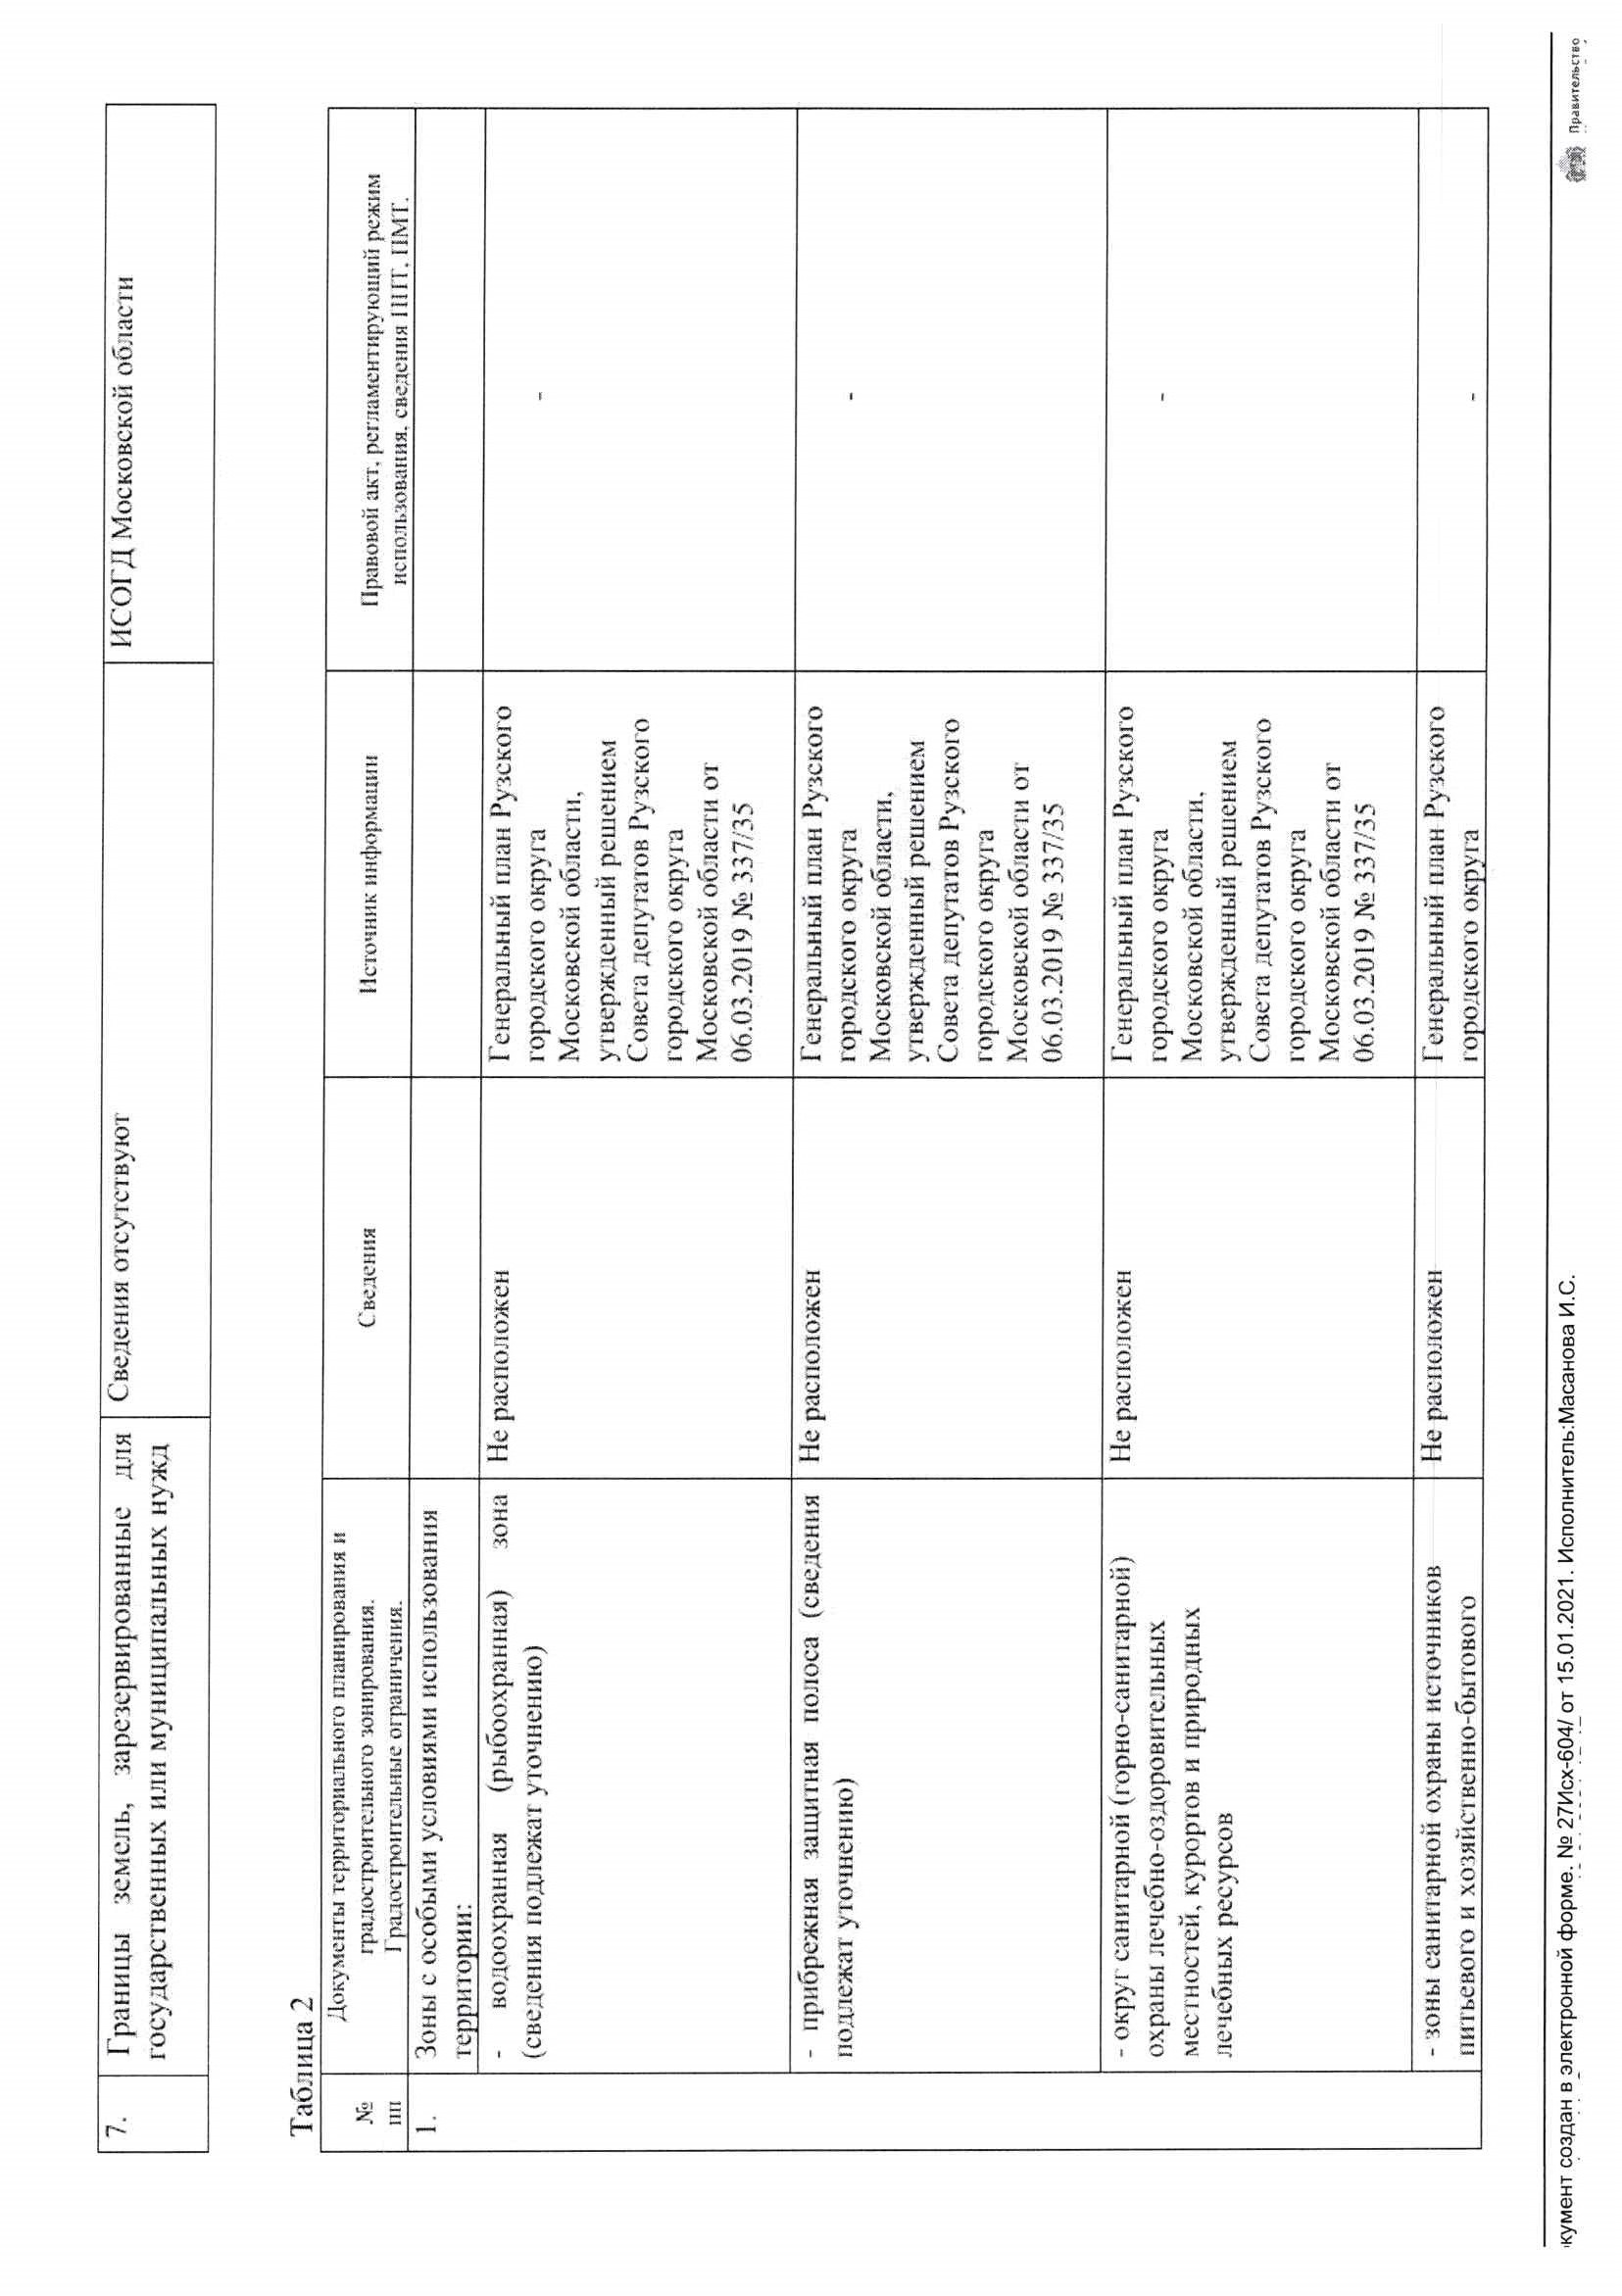 7.
Границы земель, зарезервированные для
государственных или муниципальных нужд
Сведения отсутствуют
ИСОГД Московской области
Таблица 2
№
пп
Документы территориального планирования и
градостроительного зонирования.
Градостроительные ограничения.
Сведения
Источник информации
Правовой акт, регламентирующий режим
использования, сведения ППТ, ПМТ.
1.
Зоны с особыми условиями использования
территории:
- водоохранная (рыбоохранная) зона
(сведения подлежат уточнению)
Не расположен
Генеральный план Рузского
городского округа
Московской области,
утвержденный решением
Совета депутатов Рузского
городского округа
Московской области от
06.03.2019 № 337/35
-
- прибрежная защитная полоса (сведения
подлежат уточнению)
Не расположен
Генеральный план Рузского
городского округа
Московской области,
утвержденный решением
Совета депутатов Рузского
городского округа
Московской области от
06.03.2019 № 337/35
-
- округ санитарной (горно-санитарной)
охраны лечебно-оздоровительных
местностей, курортов и природных
лечебных ресурсов
Не расположен
Генеральный план Рузского
городского округа
Московской области,
утвержденный решением
Совета депутатов Рузского
городского округа
Московской области от
06.03.2019 № 337/35
-
- зоны санитарной охраны источников
питьевого и хозяйственно-бытового
Не расположен
Генеральный план Рузского
городского округа
-
кумент создан в электронной форме. № 27Исх-604/ от 15.01.2021. Исполнитель:Масанова И.С.
Правительство